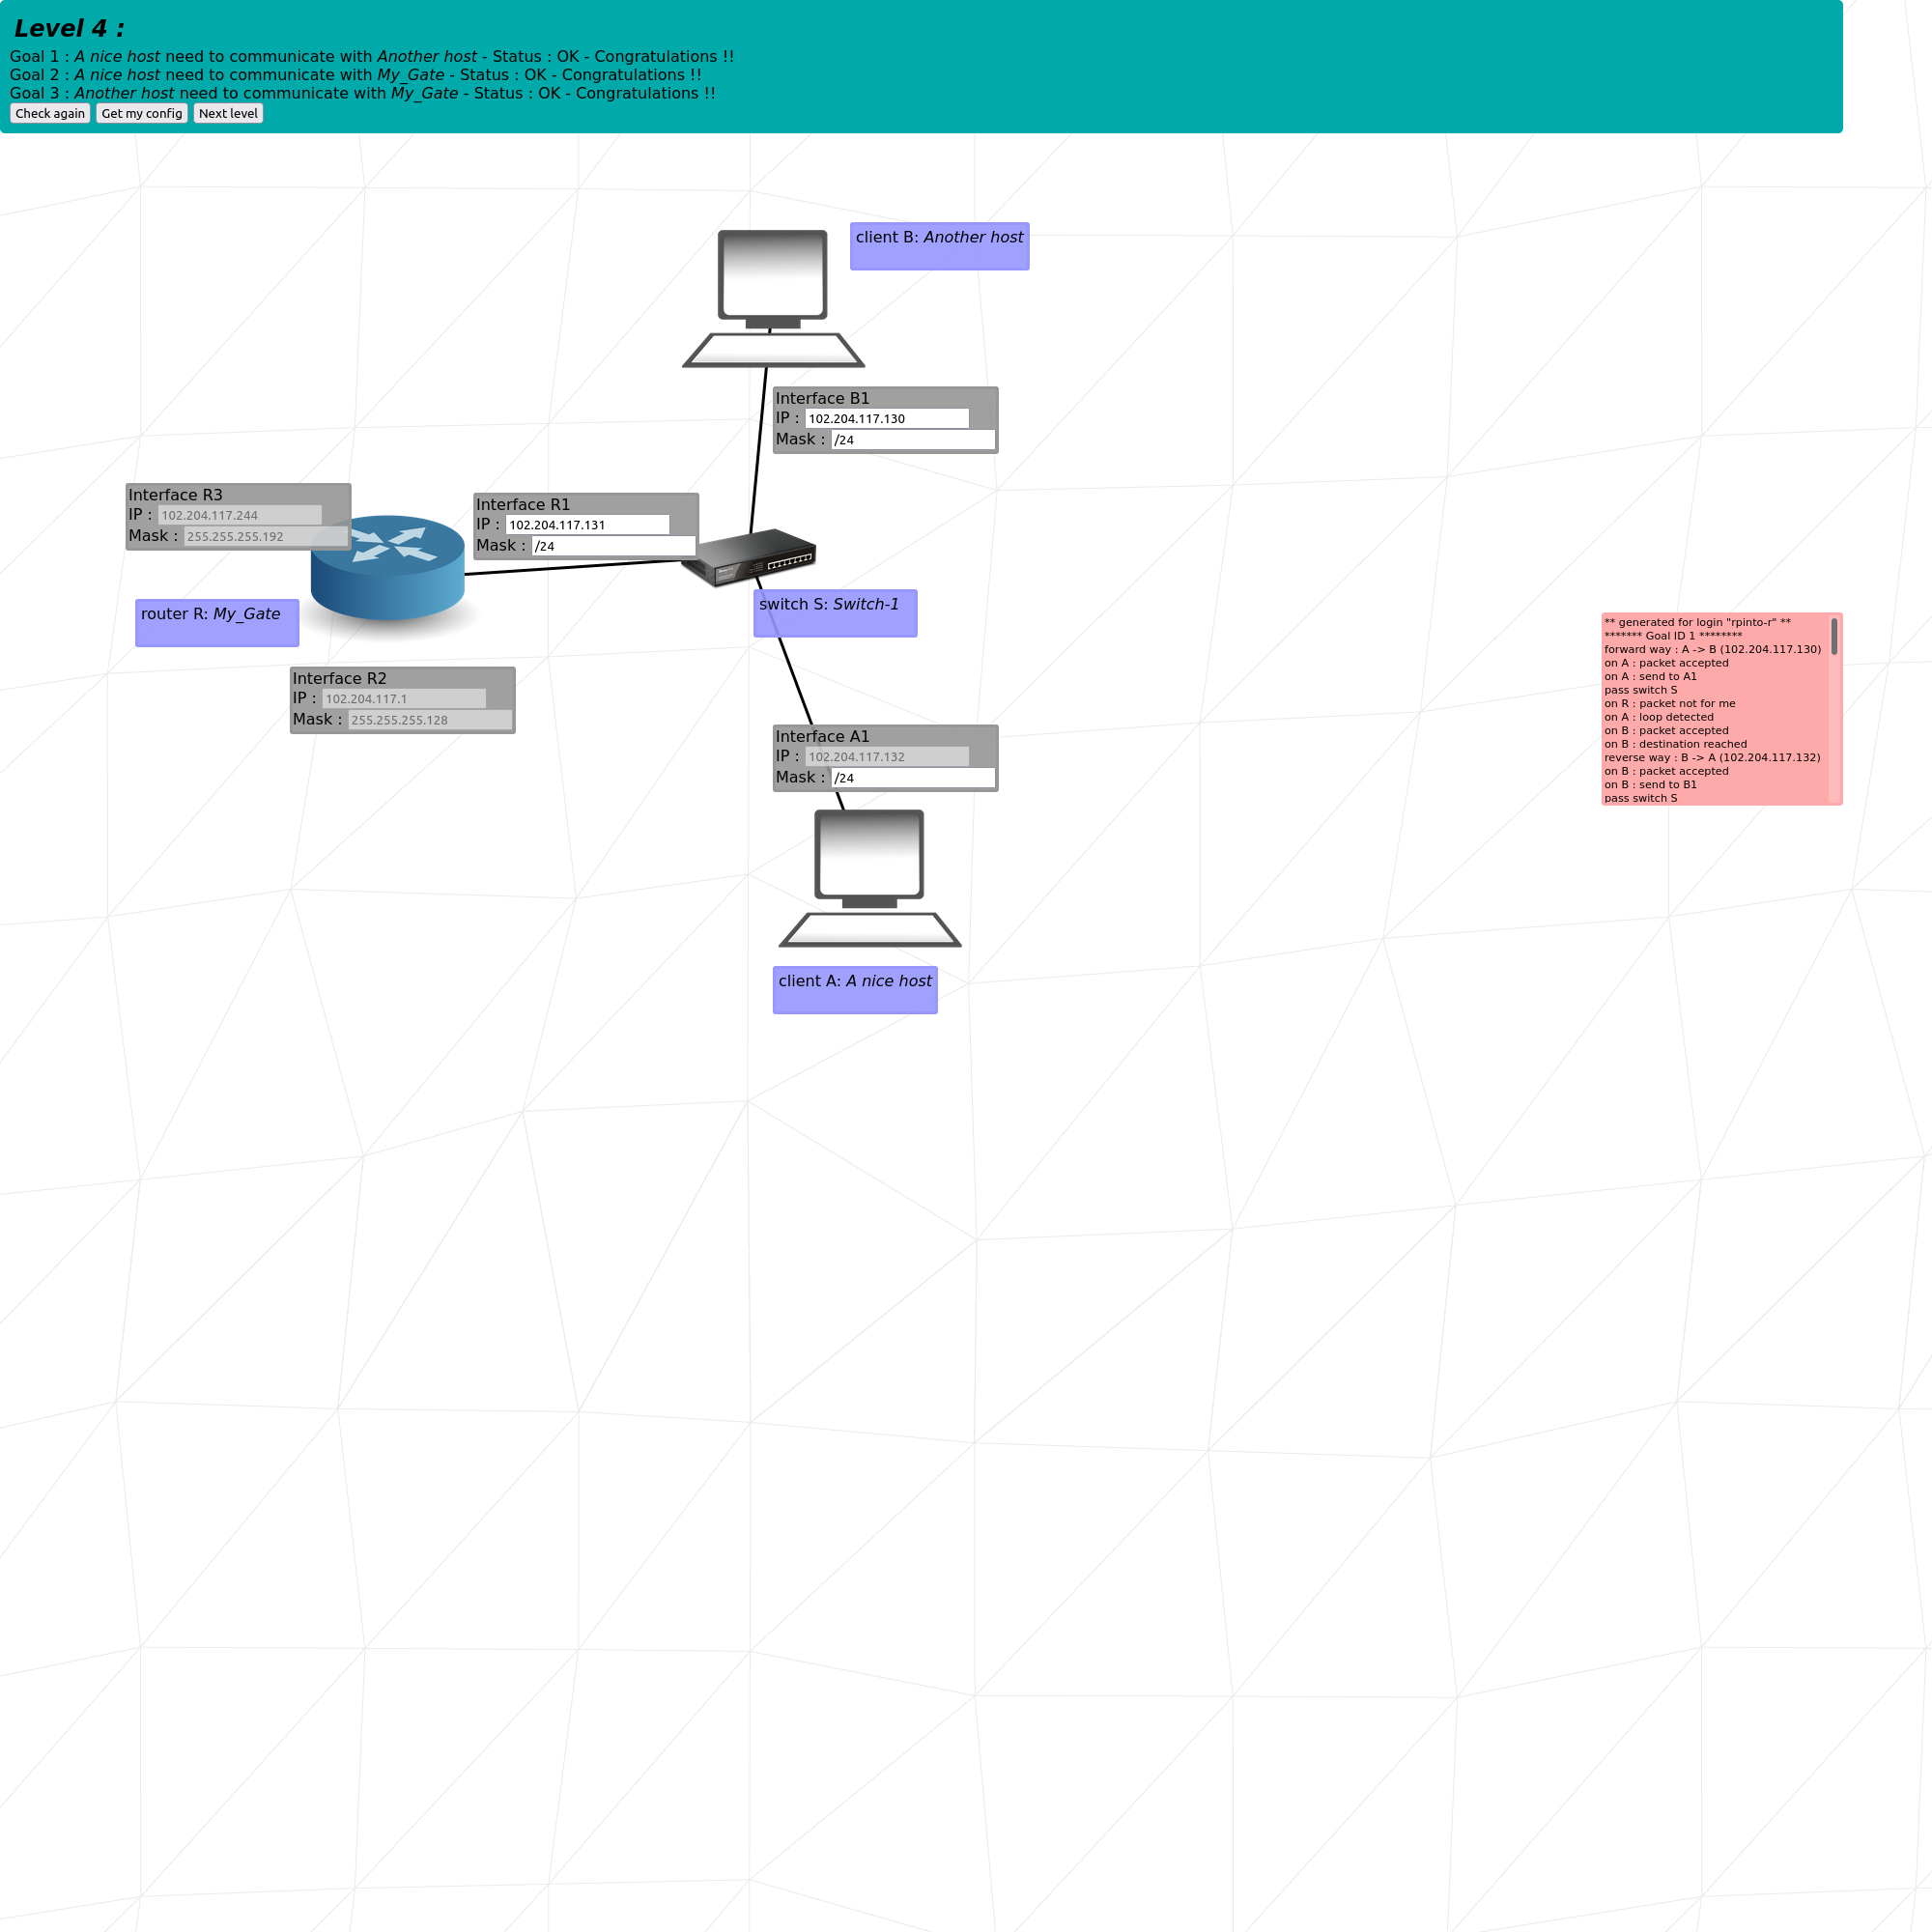 Level 4 :
Goal 1 : A nice host need to communicate with Another host - Status : OK - Congratulations !!
Goal 2 : A nice host need to communicate with My_Gate - Status : OK - Congratulations !!
Goal 3 : Another host need to communicate with My_Gate - Status : OK - Congratulations !!
Check again Get my config Next level
client B: Another host
Interface B1
IP : 102.204.117.130
Mask : /24
Interface R3
IP : 102.204.117.244
Mask : 255.255.255.192
Interface R1
IP : 102.204.117.131
Mask : /24
router R: My_Gate
switch S: Switch-1
Interface R2
IP : 102.204.117.1
Mask : 255.255.255.128
Interface A1
IP : 102.204.117.132
Mask : /24
client A: A nice host
** generated for login "rpinto-r" **
******* Goal ID 1 ********
forward way : A -> B (102.204.117.130)
on A : packet accepted
on A : send to A1
pass switch S
on R : packet not for me
on A : loop detected
on B : packet accepted
on B : destination reached
reverse way : B -> A (102.204.117.132)
on B : packet accepted
on B : send to B1
pass switch S